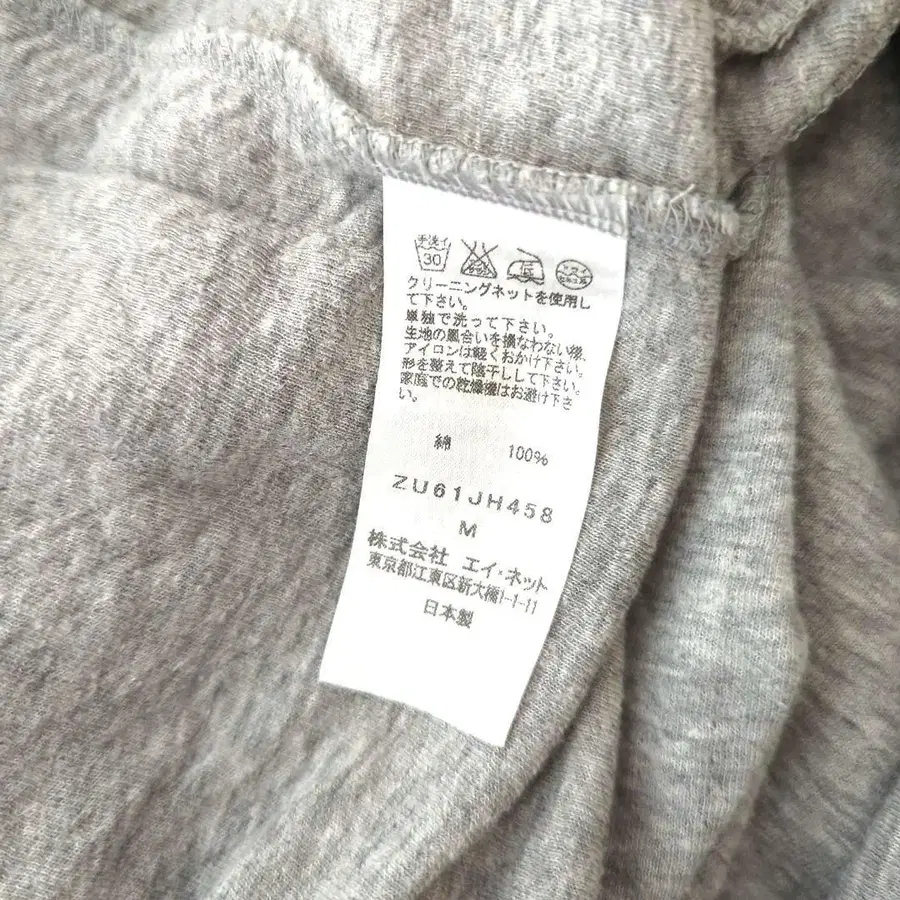 手洗イ
30
低
クリーニングネットを使用し
て下さい。
単独で洗って下さい。
生地の風合いを損なわない様、
アイロンは軽くおかけ下さい。
形を整えて陰干しして下さい。
家庭での乾燥機はお避け下さ
い。
綿 100%
ZU61JH458
M
株式会社 エイ・ネット
東京都江東区新大橋1-1-11
日本製